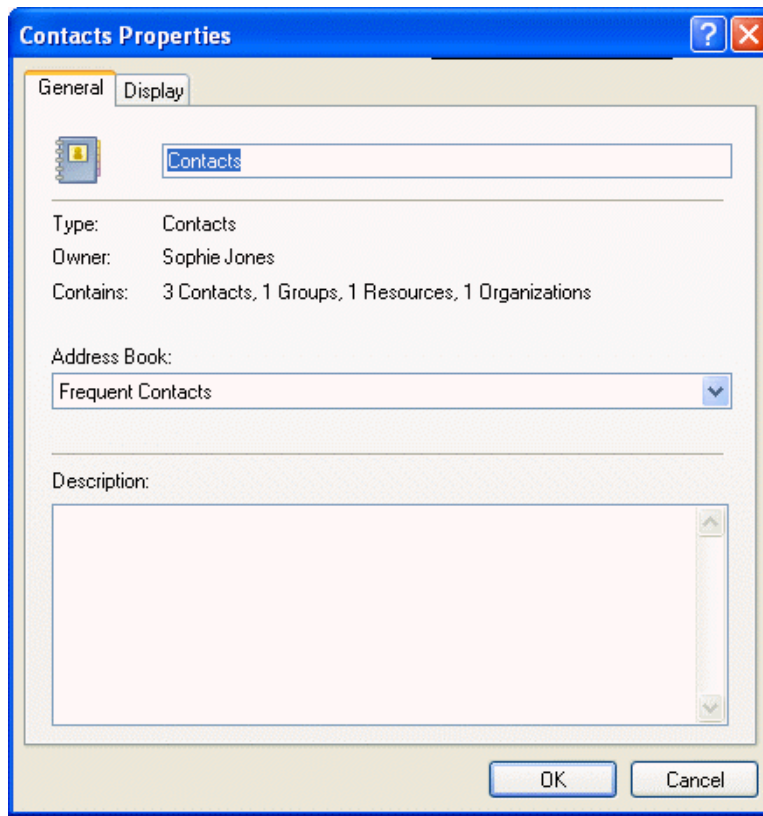 Contacts Properties
General Display
Contacts
Type: Contacts
Owner: Sophie Jones
Contains: 3 Contacts, 1 Groups, 1 Resources, 1 Organizations
Address Book:
Frequent Contacts
Description:
OK Cancel